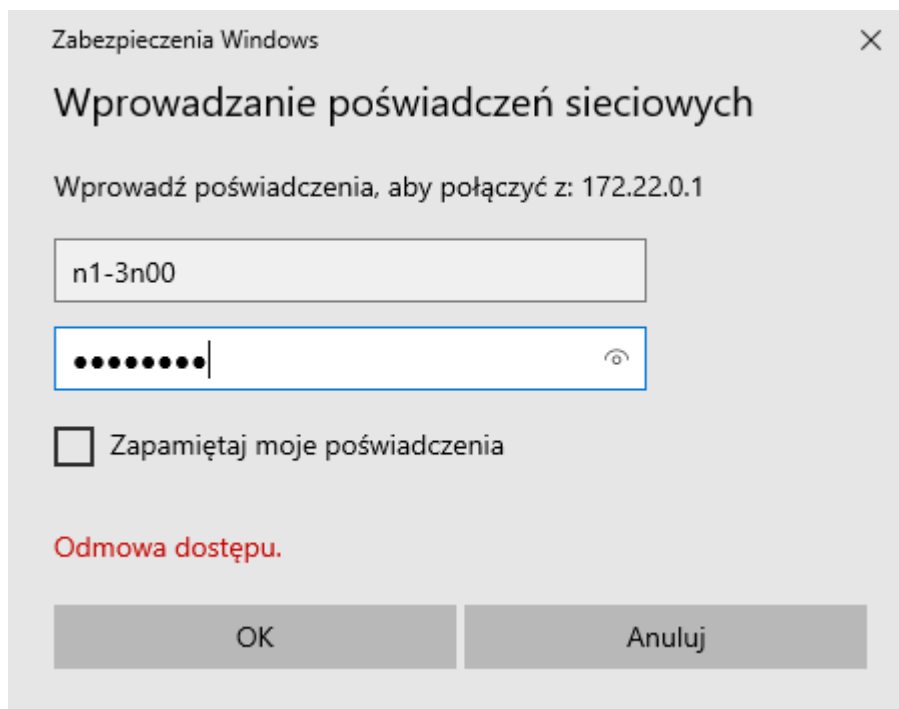 Zabezpieczenia Windows
Wprowadzanie poświadczeń sieciowych
Wprowadź poświadczenia, aby połączyć z: 172.22.0.1
n1-3n00
●●●●●●●●
Zapamiętaj moje poświadczenia
Odmowa dostępu.
OK
Anuluj